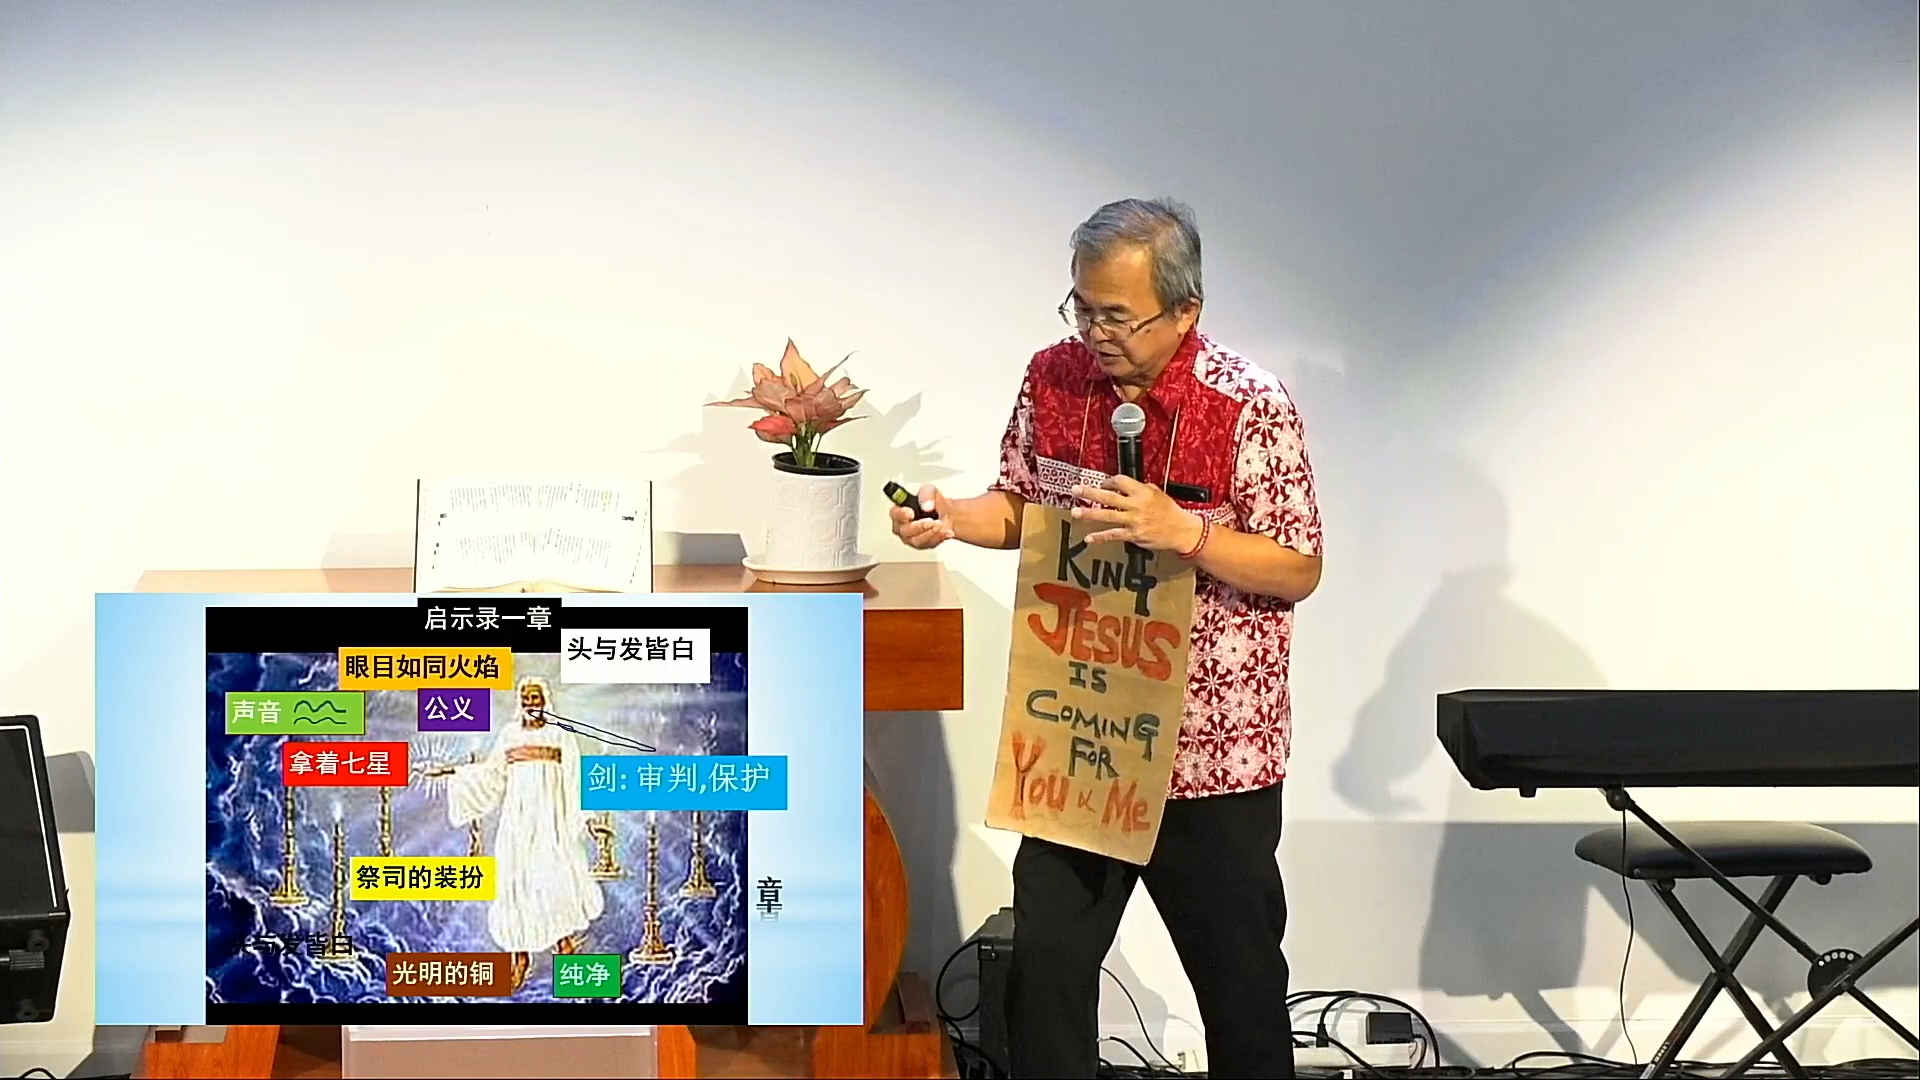 启示录一章
头与发皆白
眼目如同火焰
声音
公义
拿着七星
剑: 审判,保护
祭司的装扮
章
头与发皆白
光明的铜
纯净
KING
JESUS
IS
COMING
FOR
YOU & ME